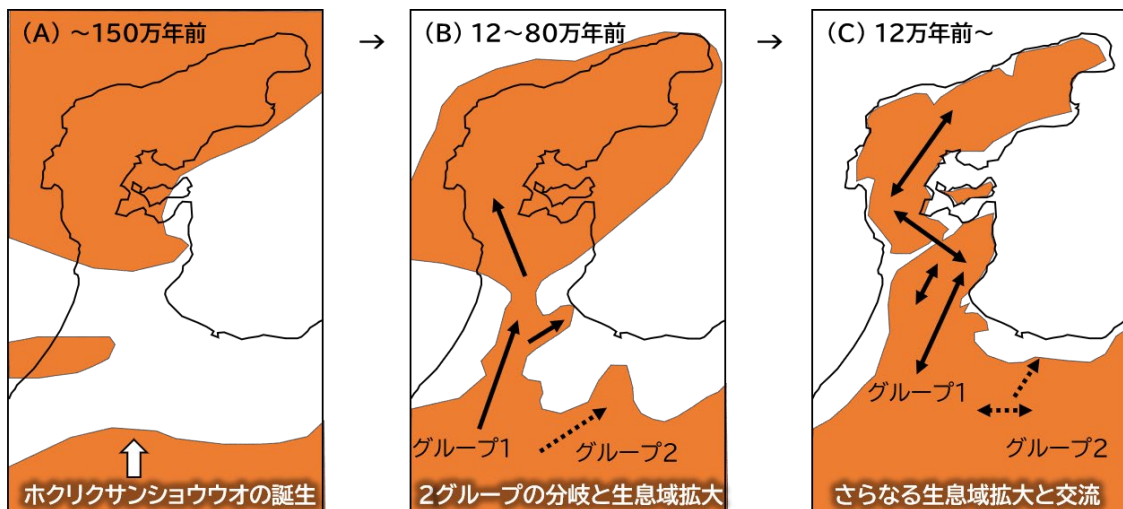 (A) ～150万年前
→
(B) 12～80万年前
→
(C) 12万年前～
グループ1
グループ2
グループ1
グループ2
ホクリクサンショウウオの誕生
2グループの分岐と生息域拡大
さらなる生息域拡大と交流